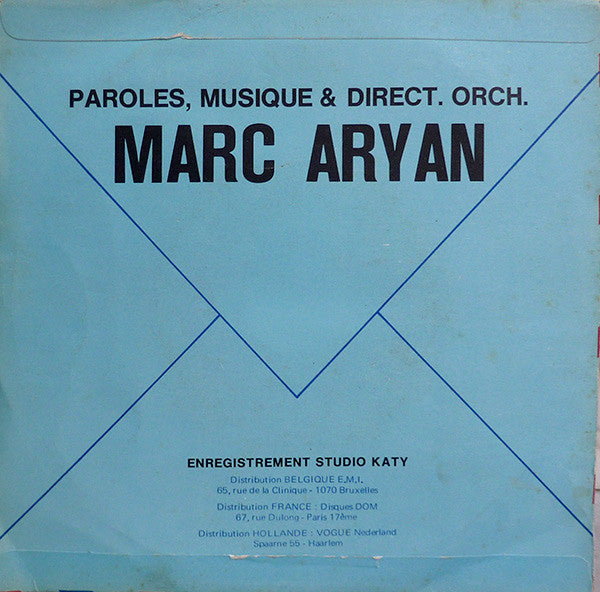 PAROLES, MUSIQUE & DIRECT. ORCH.
MARC ARYAN
ENREGISTREMENT STUDIO KATY
Distribution BELGIQUE E.M.I.
65, rue de la Clinique - 1070 Bruxelles
Distribution FRANCE : Disques DOM
67, rue Dulong - Paris 17ème
Distribution HOLLANDE : VOGUE Nederland
Spaarne 55 - Haarlem